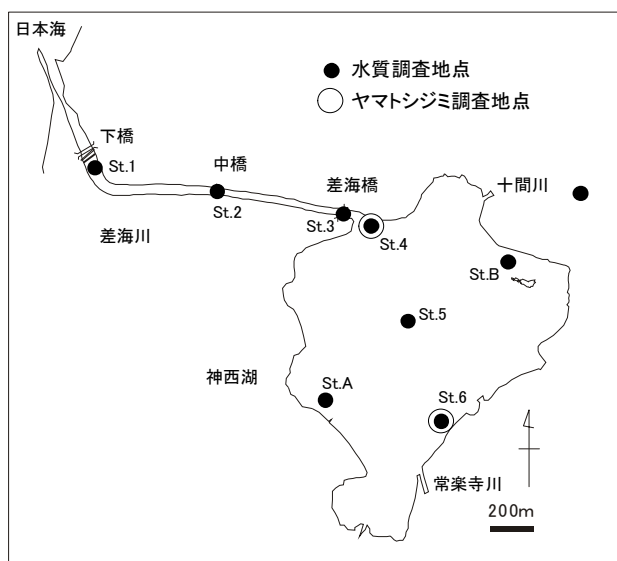 日本海
水質調査地点
ヤマトシジミ調査地点
下橋
St.1
中橋
St.2
差海橋
St.3
St.4
十間川
差海川
St.B
St.5
神西湖
St.A
St.6
常楽寺川
200m